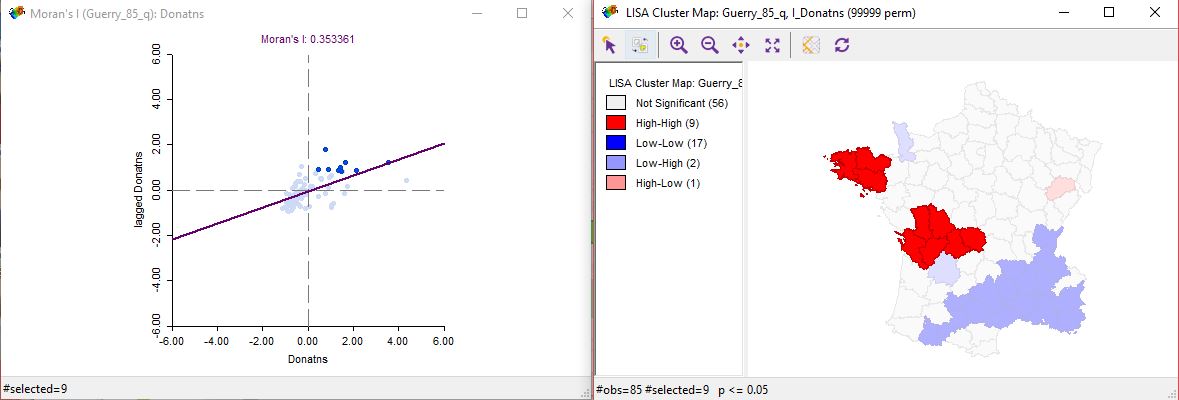 Moran's I (Guerry_85_q): Donatns
Moran's I: 0.353361
6.00
4.00
2.00
0.00
-2.00
-4.00
-6.00
lagged Donatns
-6.00 -4.00 -2.00 0.00 2.00 4.00 6.00
Donatns
#selected=9
LISA Cluster Map: Guerry_85_q, I_Donatns (99999 perm)
LISA Cluster Map: Guerry_8
Not Significant (56)
High-High (9)
Low-Low (17)
Low-High (2)
High-Low (1)
#obs=85 #selected=9 p <= 0.05